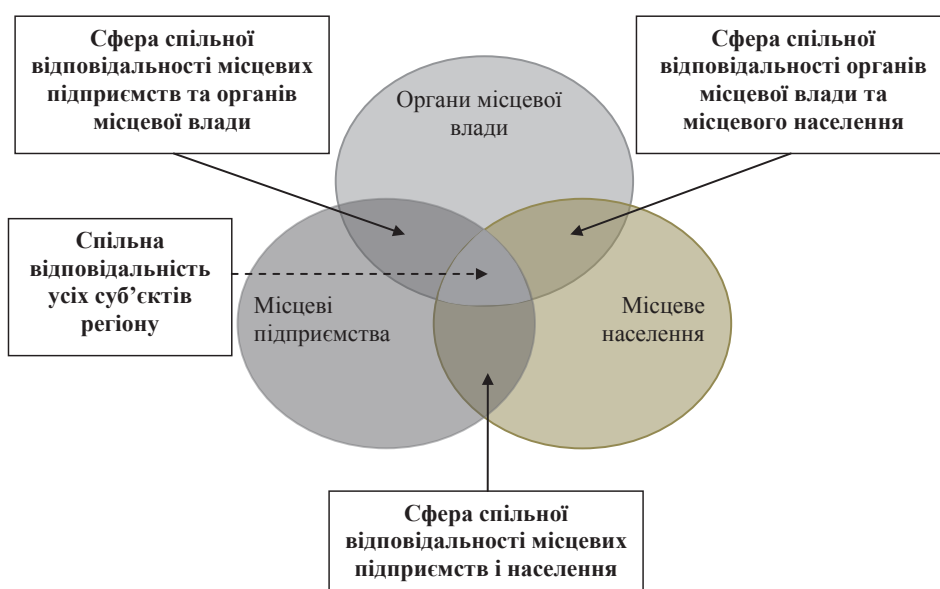 Сфера спільної
відповідальності місцевих
підприємств та органів
місцевої влади
Сфера спільної
відповідальності органів
місцевої влади та
місцевого населення
Органи місцевої
влади
Спільна
відповідальність
усіх суб’єктів
регіону
Місцеві
підприємства
Місцеве
населення
Сфера спільної
відповідальності місцевих
підприємств і населення